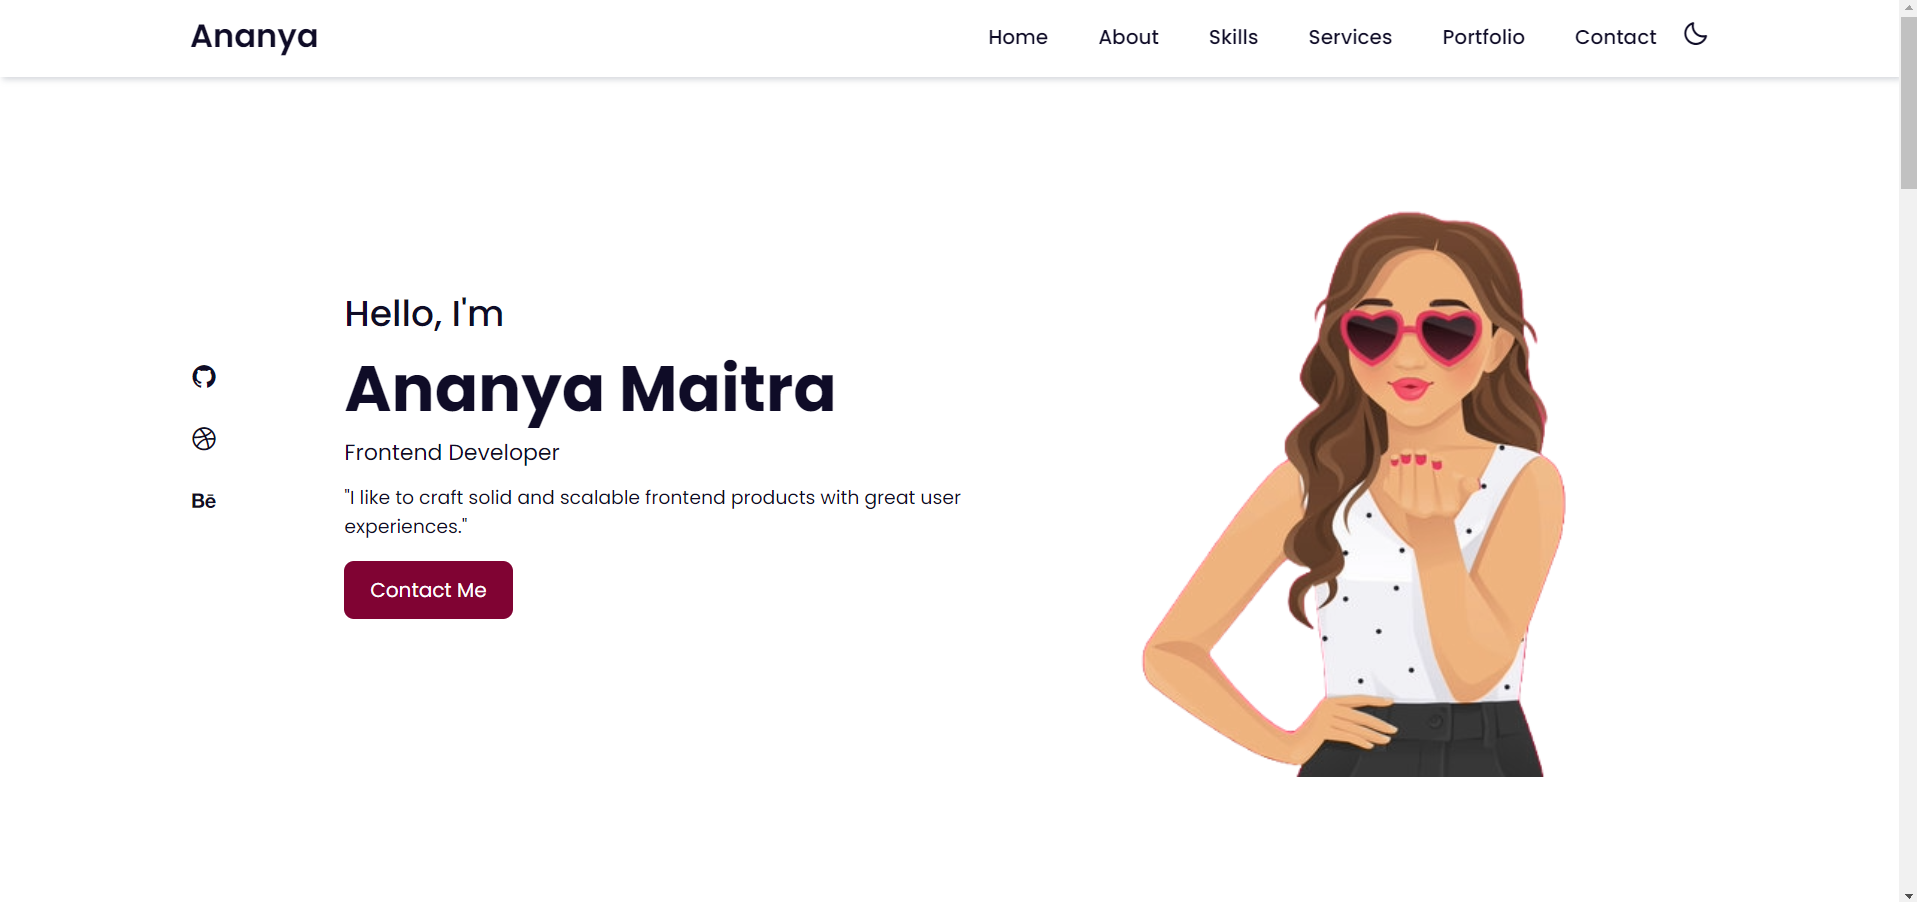 Ananya
Home About Skills Services Portfolio Contact
Hello, I'm
Ananya Maitra
Frontend Developer
"I like to craft solid and scalable frontend products with great user
experiences."
Contact Me
Bē